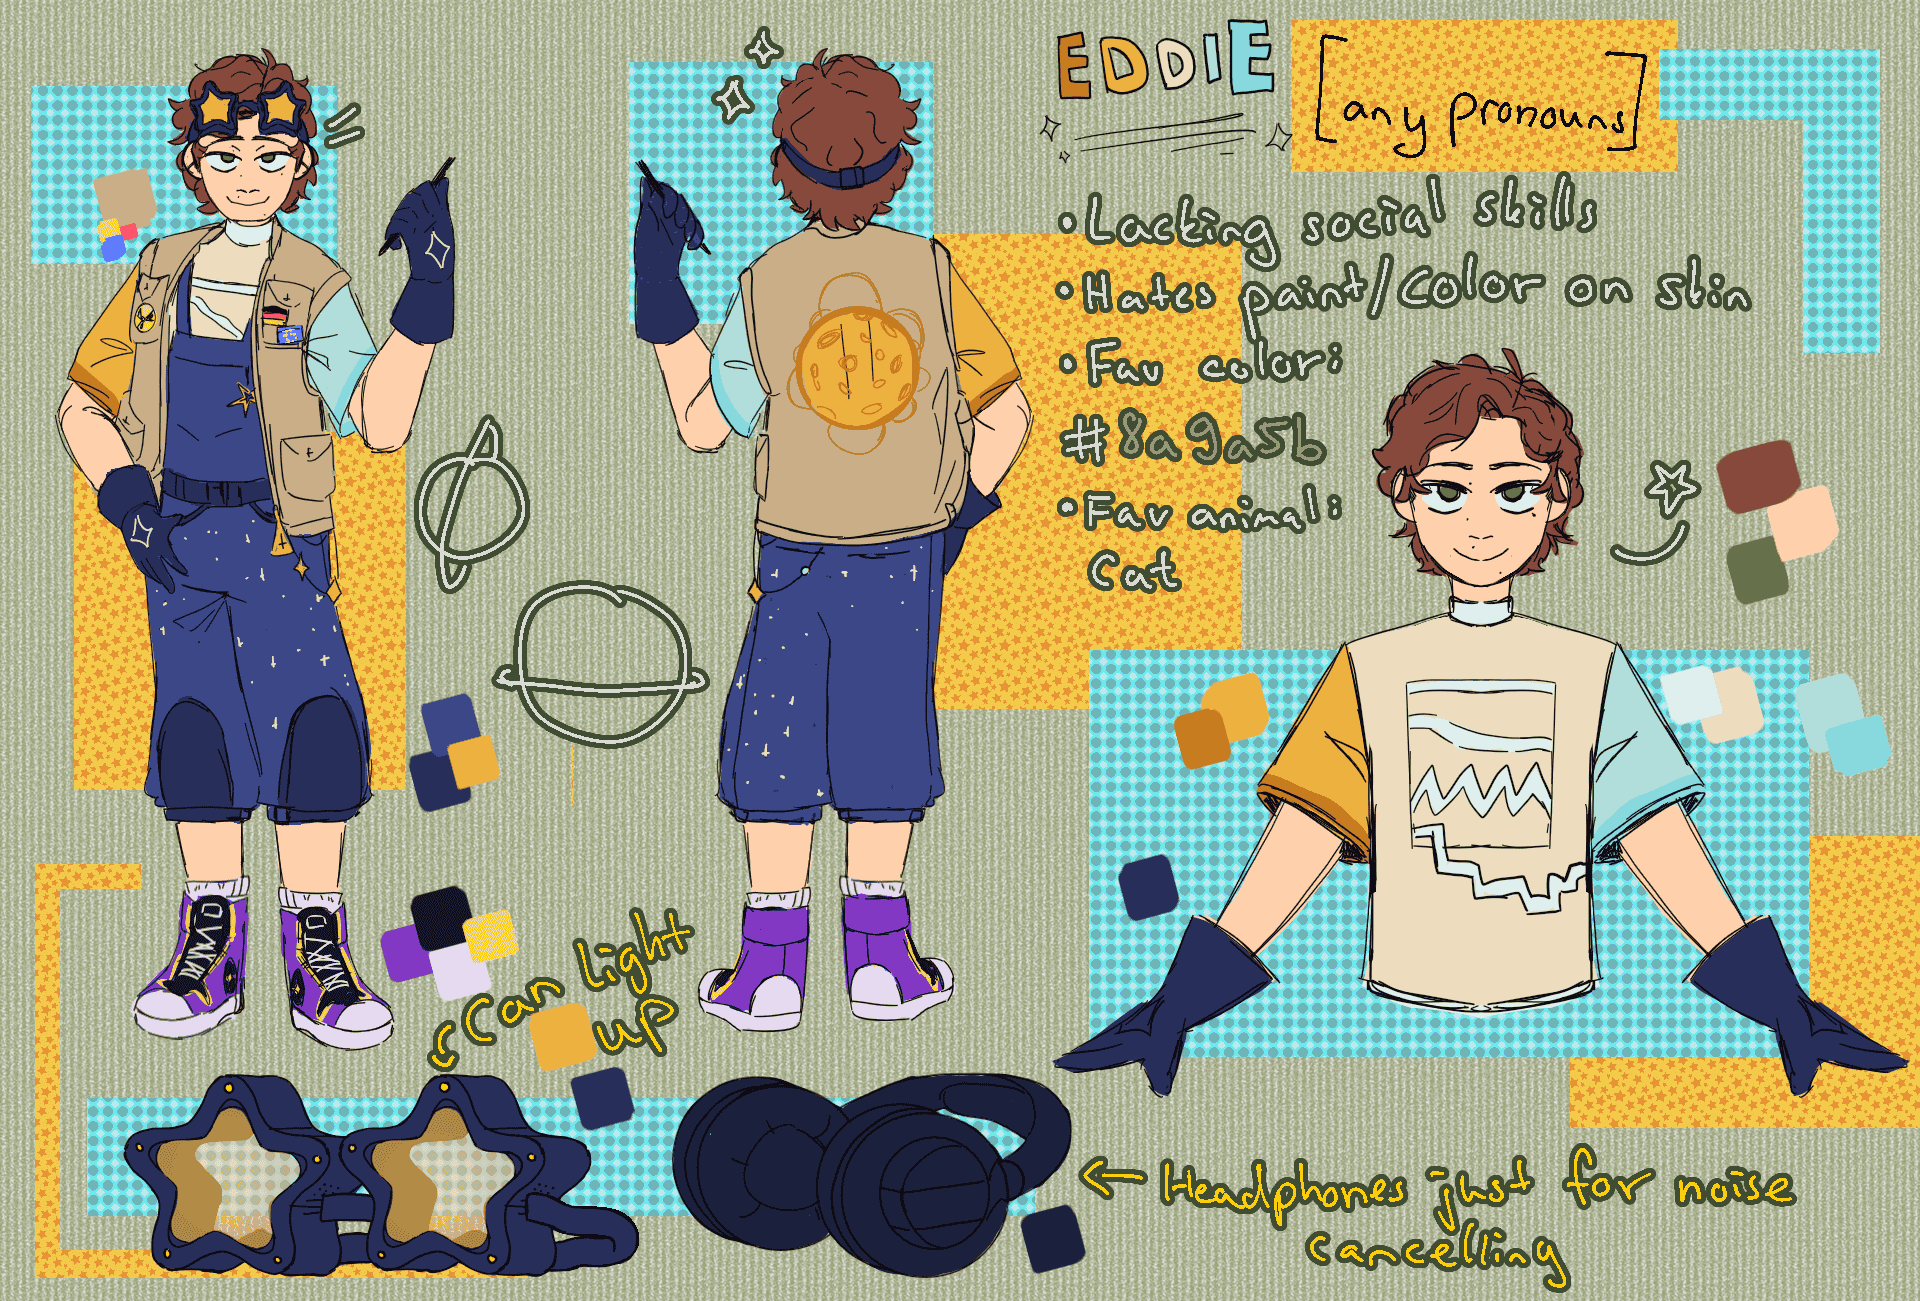 EDDIE
[any pronouns]
• Lacking social skills
• Hates paint/color on skin
• Fav color:
#8a9a5b
• Fav animal:
Cat
Can light
up
Headphones just for noise
cancelling